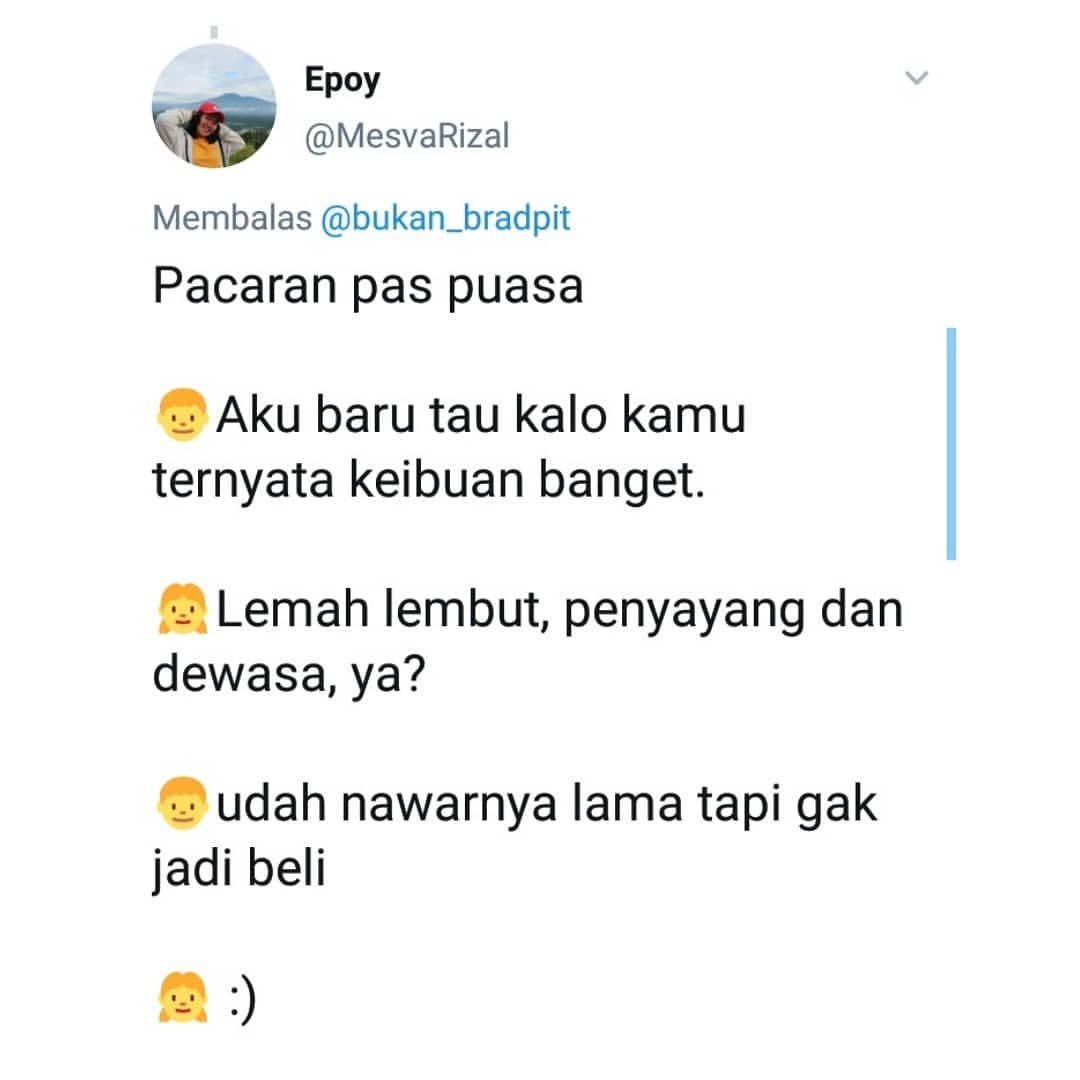 Epoy
@MesvaRizal
Membalas @bukan_bradpit
Pacaran pas puasa
👦Aku baru tau kalo kamu
ternyata keibuan banget.
👧Lemah lembut, penyayang dan
dewasa, ya?
👦udah nawarnya lama tapi gak
jadi beli
👧 :)